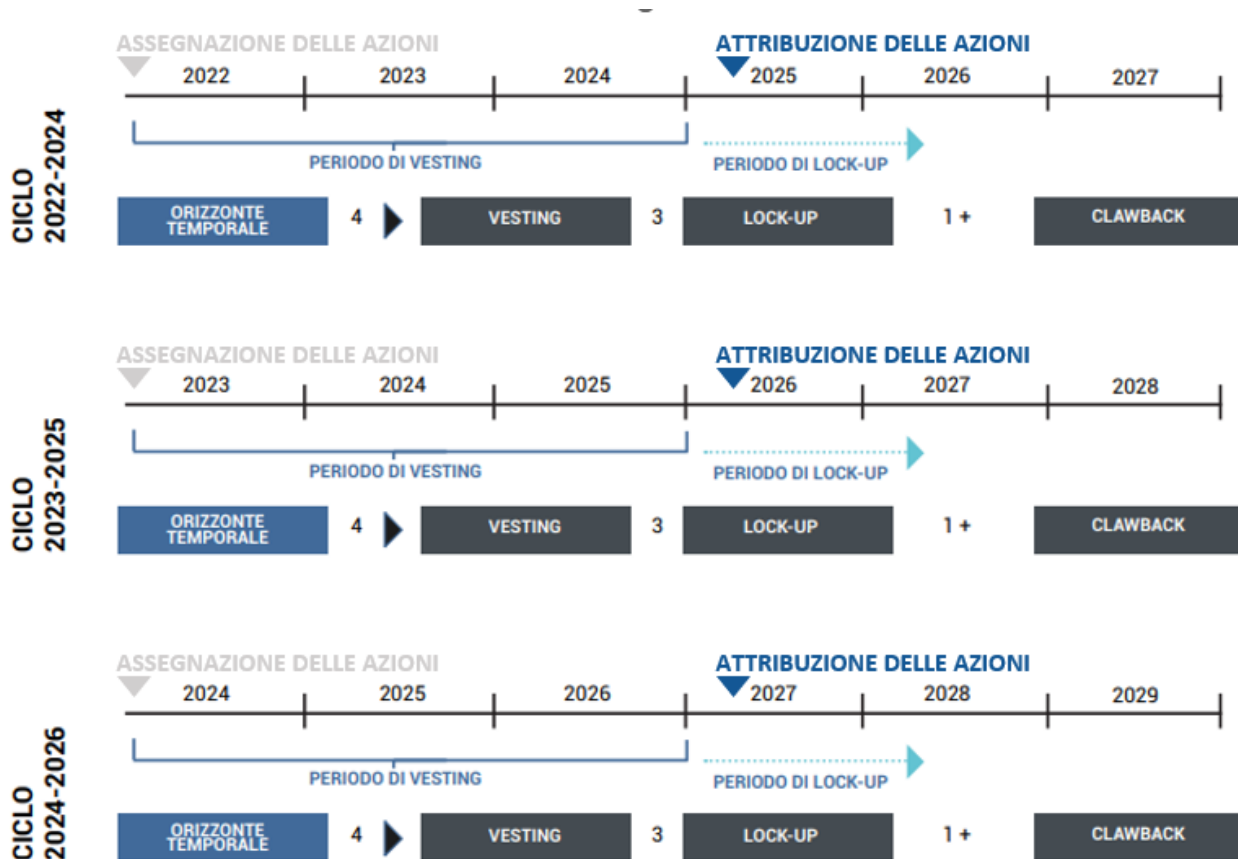 ASSEGNAZIONE DELLE AZIONI ATTRIBUZIONE DELLE AZIONI
2022 2023 2024 2025 2026 2027
CICLO
2022-2024
PERIODO DI VESTING PERIODO DI LOCK-UP
ORIZZONTE
TEMPORALE
4 VESTING 3 LOCK-UP 1 + CLAWBACK
ASSEGNAZIONE DELLE AZIONI ATTRIBUZIONE DELLE AZIONI
2023 2024 2025 2026 2027 2028
CICLO
2023-2025
PERIODO DI VESTING PERIODO DI LOCK-UP
ORIZZONTE
TEMPORALE
4 VESTING 3 LOCK-UP 1 + CLAWBACK
ASSEGNAZIONE DELLE AZIONI ATTRIBUZIONE DELLE AZIONI
2024 2025 2026 2027 2028 2029
CICLO
2024-2026
PERIODO DI VESTING PERIODO DI LOCK-UP
ORIZZONTE
TEMPORALE
4 VESTING 3 LOCK-UP 1 + CLAWBACK